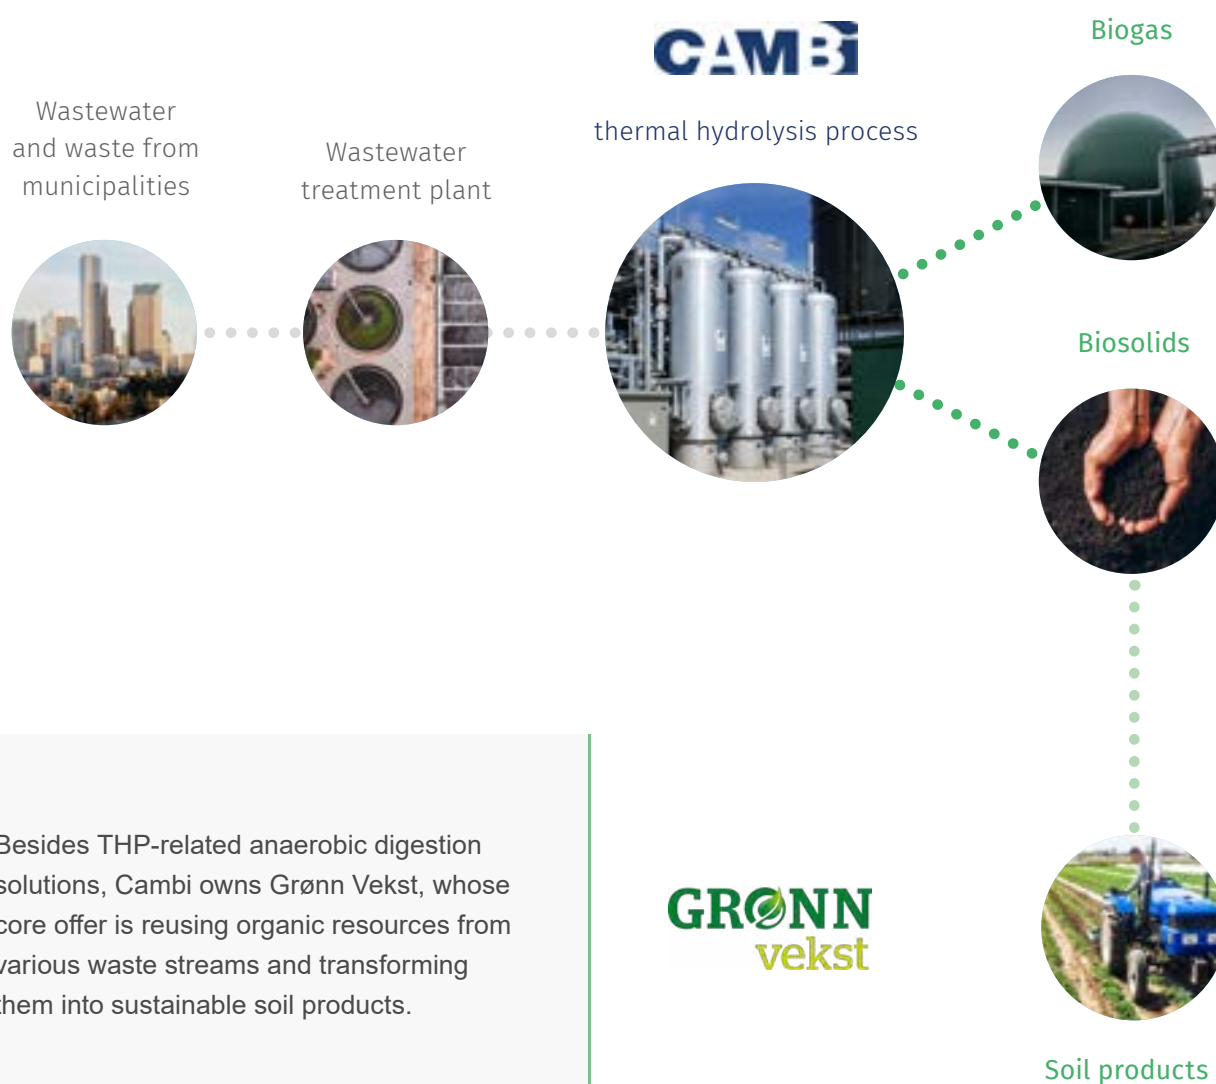 CAMBi
Biogas
Wastewater
and waste from
municipalities
Wastewater
treatment plant
thermal hydrolysis process
Biosolids
Besides THP-related anaerobic digestion
solutions, Cambi owns Grønn Vekst, whose
core offer is reusing organic resources from
various waste streams and transforming
them into sustainable soil products.
GRØNN
vekst
Soil products